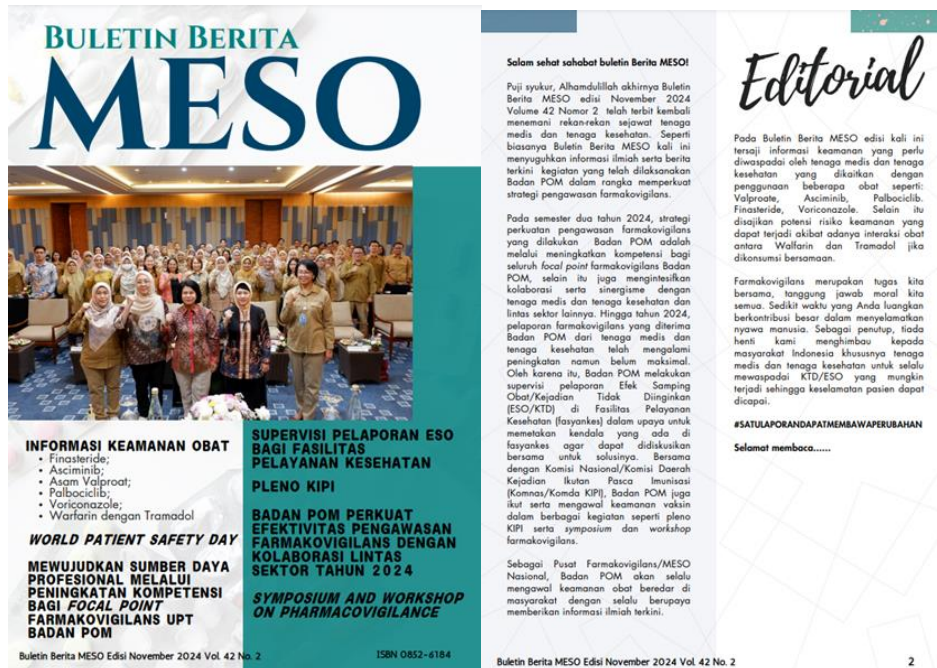 BULETIN BERITA
MESO
INFORMASI KEAMANAN OBAT
• Finasteride;
• Asciminib;
• Asam Valproat;
• Palbociclib;
• Voriconazole;
• Warfarin dengan Tramadol
WORLD PATIENT SAFETY DAY
MEWUJUDKAN SUMBER DAYA
PROFESIONAL MELALUI
PENINGKATAN KOMPETENSI
BAGI FOCAL POINT
FARMAKOVIGILANS UPT
BADAN POM
SUPERVISI PELAPORAN ESO
BAGI FASILITAS
PELAYANAN KESEHATAN
PLENO KIPI
BADAN POM PERKUAT
EFEKTIVITAS PENGAWASAN
FARMAKOVIGILANS DENGAN
KOLABORASI LINTAS
SEKTOR TAHUN 2024
SYMPOSIUM AND WORKSHOP
ON PHARMACOVIGILANCE
Buletin Berita MESO Edisi November 2024 Vol. 42 No. 2
ISBN 0852-6184
Salam sehat sahabat buletin Berita MESO!
Puji syukur, Alhamdulillah akhirnya Buletin
Berita MESO edisi November 2024
Volume 42 Nomor 2 telah terbit kembali
menemani rekan-rekan sejawat tenaga
medis dan tenaga kesehatan. Seperti
biasanya Buletin Berita MESO kali ini
menyuguhkan informasi ilmiah serta berita
terkini kegiatan yang telah dilaksanakan
Badan POM dalam rangka memperkuat
strategi pengawasan farmakovigilans.
Pada semester dua tahun 2024, strategi
perkuatan pengawasan farmakovigilans
yang dilakukan Badan POM adalah
melalui meningkatkan kompetensi bagi
seluruh focal point farmakovigilans Badan
POM, selain itu juga mengintesifkan
kolaborasi serta sinergisme dengan
tenaga medis dan tenaga kesehatan dan
lintas sektor lainnya. Hingga tahun 2024,
pelaporan farmakovigilans yang diterima
Badan POM dari tenaga medis dan
tenaga kesehatan telah mengalami
peningkatan namun belum maksimal.
Oleh karena itu, Badan POM melakukan
supervisi pelaporan Efek Samping
Obat/Kejadian Tidak Diinginkan
(ESO/KTD) di Fasilitas Pelayanan
Kesehatan (fasyankes) dalam upaya untuk
memetakan kendala yang ada di
fasyankes agar dapat didiskusikan
bersama untuk solusinya. Bersama
dengan Komisi Nasional/Komisi Daerah
Kejadian Ikutan Pasca Imunisasi
(Komnas/Komda KIPI), Badan POM juga
ikut serta mengawal keamanan vaksin
dalam berbagai kegiatan seperti pleno
KIPI serta symposium dan workshop
farmakovigilans.
Sebagai Pusat Farmakovigilans/MESO
Nasional, Badan POM akan selalu
mengawal keamanan obat beredar di
masyarakat dengan selalu berupaya
memberikan informasi ilmiah terkini.
Editorial
Pada Buletin Berita MESO edisi kali ini
tersaji informasi keamanan yang perlu
diwaspadai oleh tenaga medis dan tenaga
kesehatan yang dikaitkan dengan
penggunaan beberapa obat seperti:
Valproate, Asciminib, Palbociclib.
Finasteride, Voriconazole. Selain itu
disajikan potensi risiko keamanan yang
dapat terjadi akibat adanya interaksi obat
antara Walfarin dan Tramadol jika
dikonsumsi bersamaan.
Farmakovigilans merupakan tugas kita
bersama, tanggung jawab moral kita
semua. Sedikit waktu yang Anda luangkan
berkontribusi besar dalam menyelamatkan
nyawa manusia. Sebagai penutup, tiada
henti kami menghimbau kepada
masyarakat Indonesia khususnya tenaga
medis dan tenaga kesehatan untuk selalu
mewaspadai KTD/ESO yang mungkin
terjadi sehingga keselamatan pasien dapat
dicapai.
#SATULAPORANDAPATMEMBAWAPERUBAHAN
Selamat membaca......
Buletin Berita MESO Edisi November 2024 Vol. 42 No. 2
2